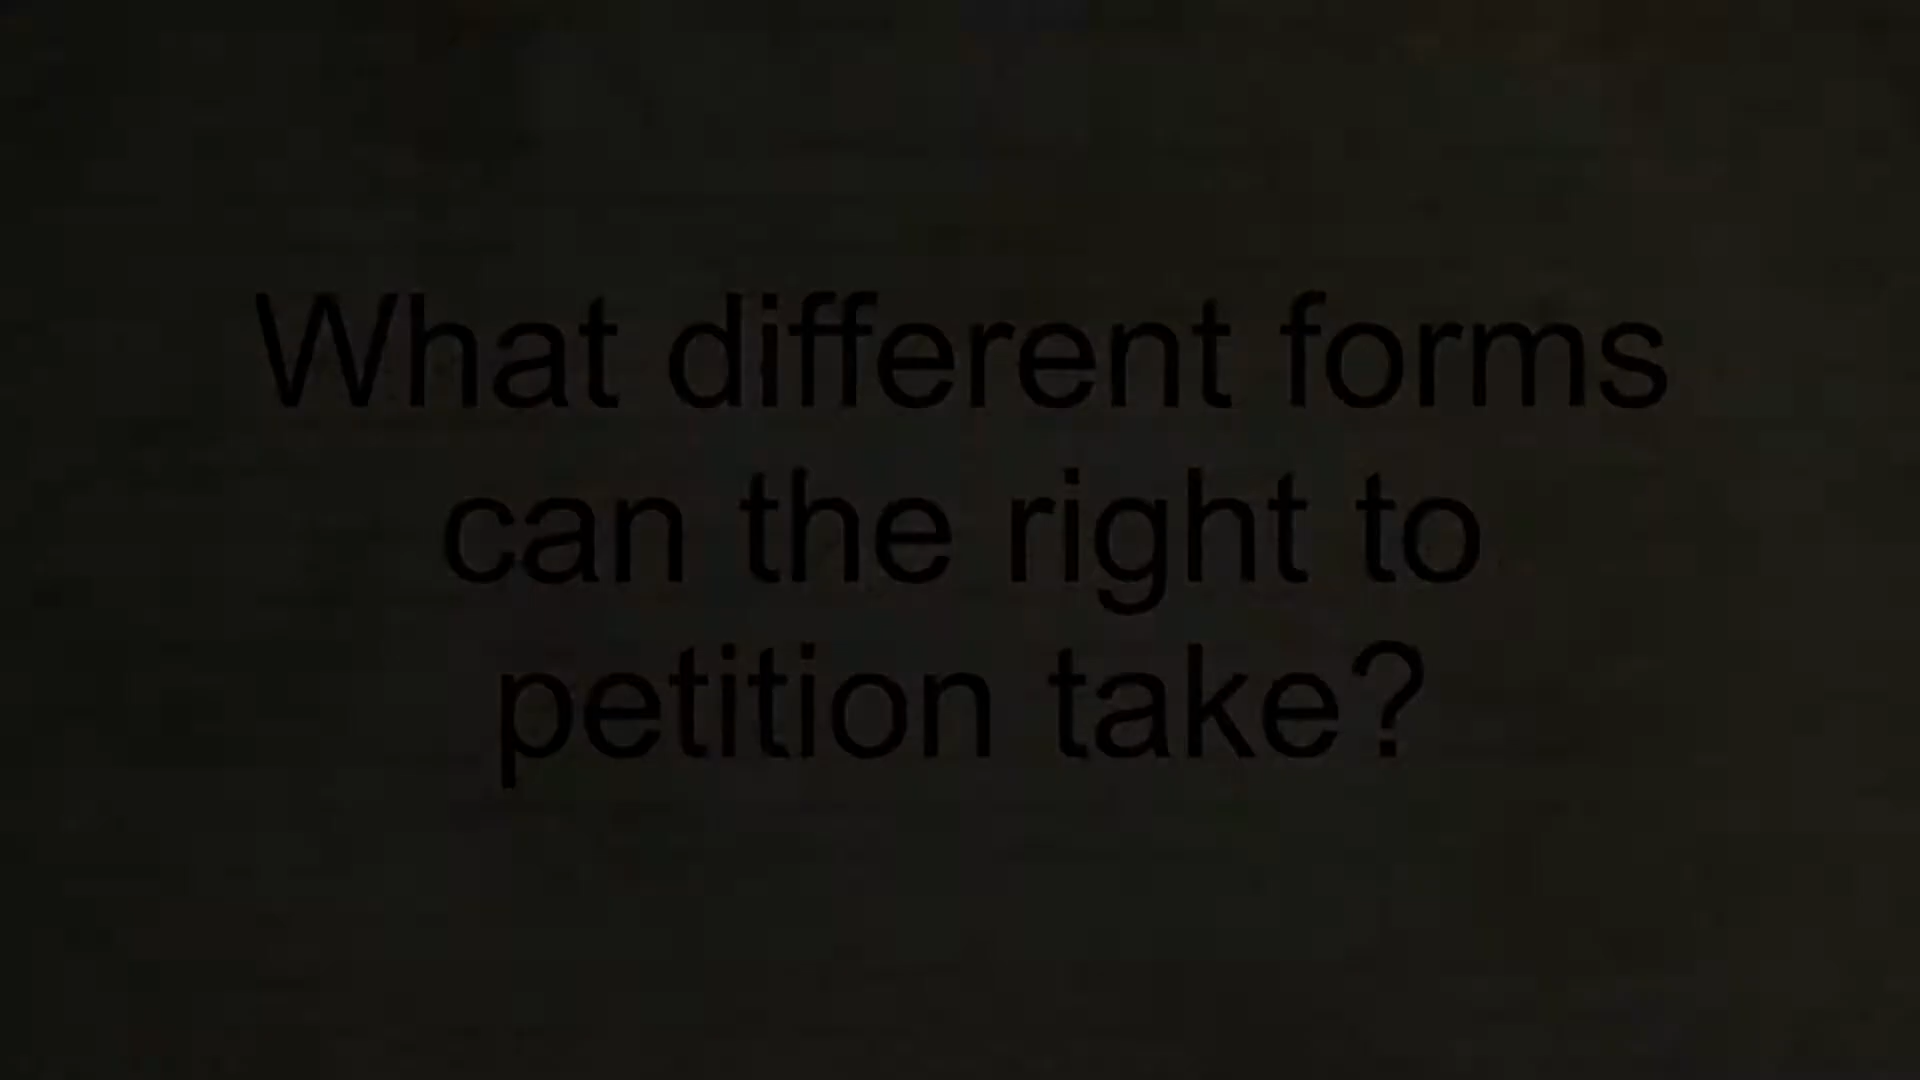 What different forms
can the right to
petition take?